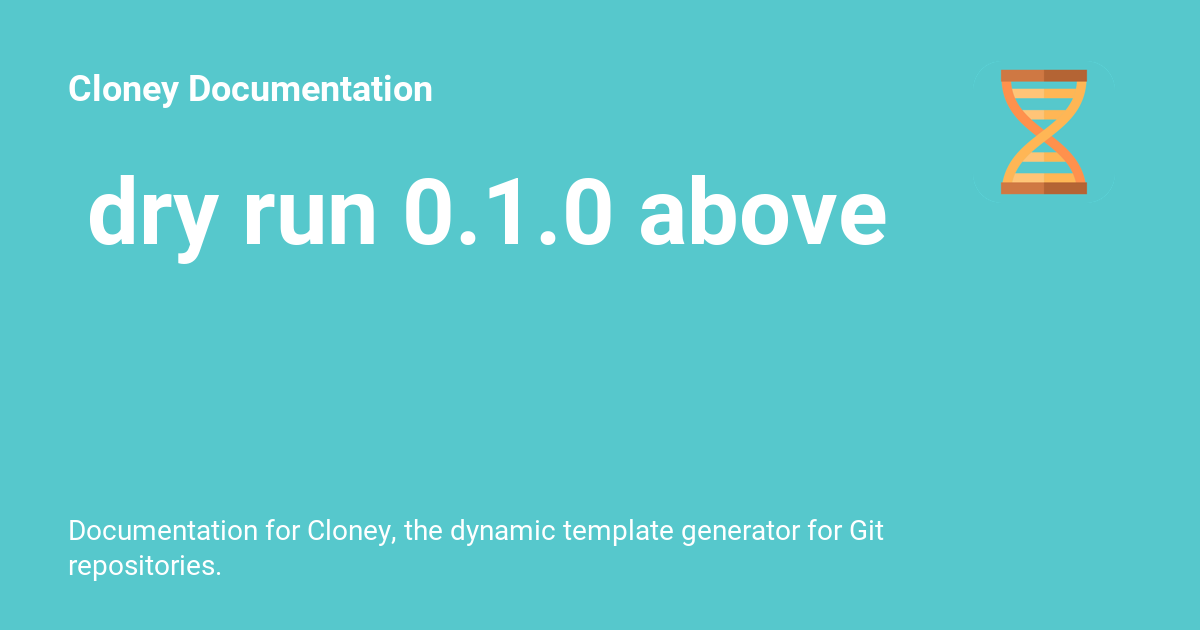 Cloney Documentation
dry run 0.1.0 above
Documentation for Cloney, the dynamic template generator for Git
repositories.